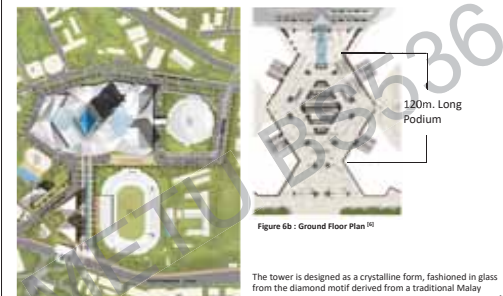 120m. Long
Podium
Figure 6b : Ground Floor Plan [6]
The tower is designed as a crystalline form, fashioned in glass
from the diamond motif derived from a traditional Malay
BS536